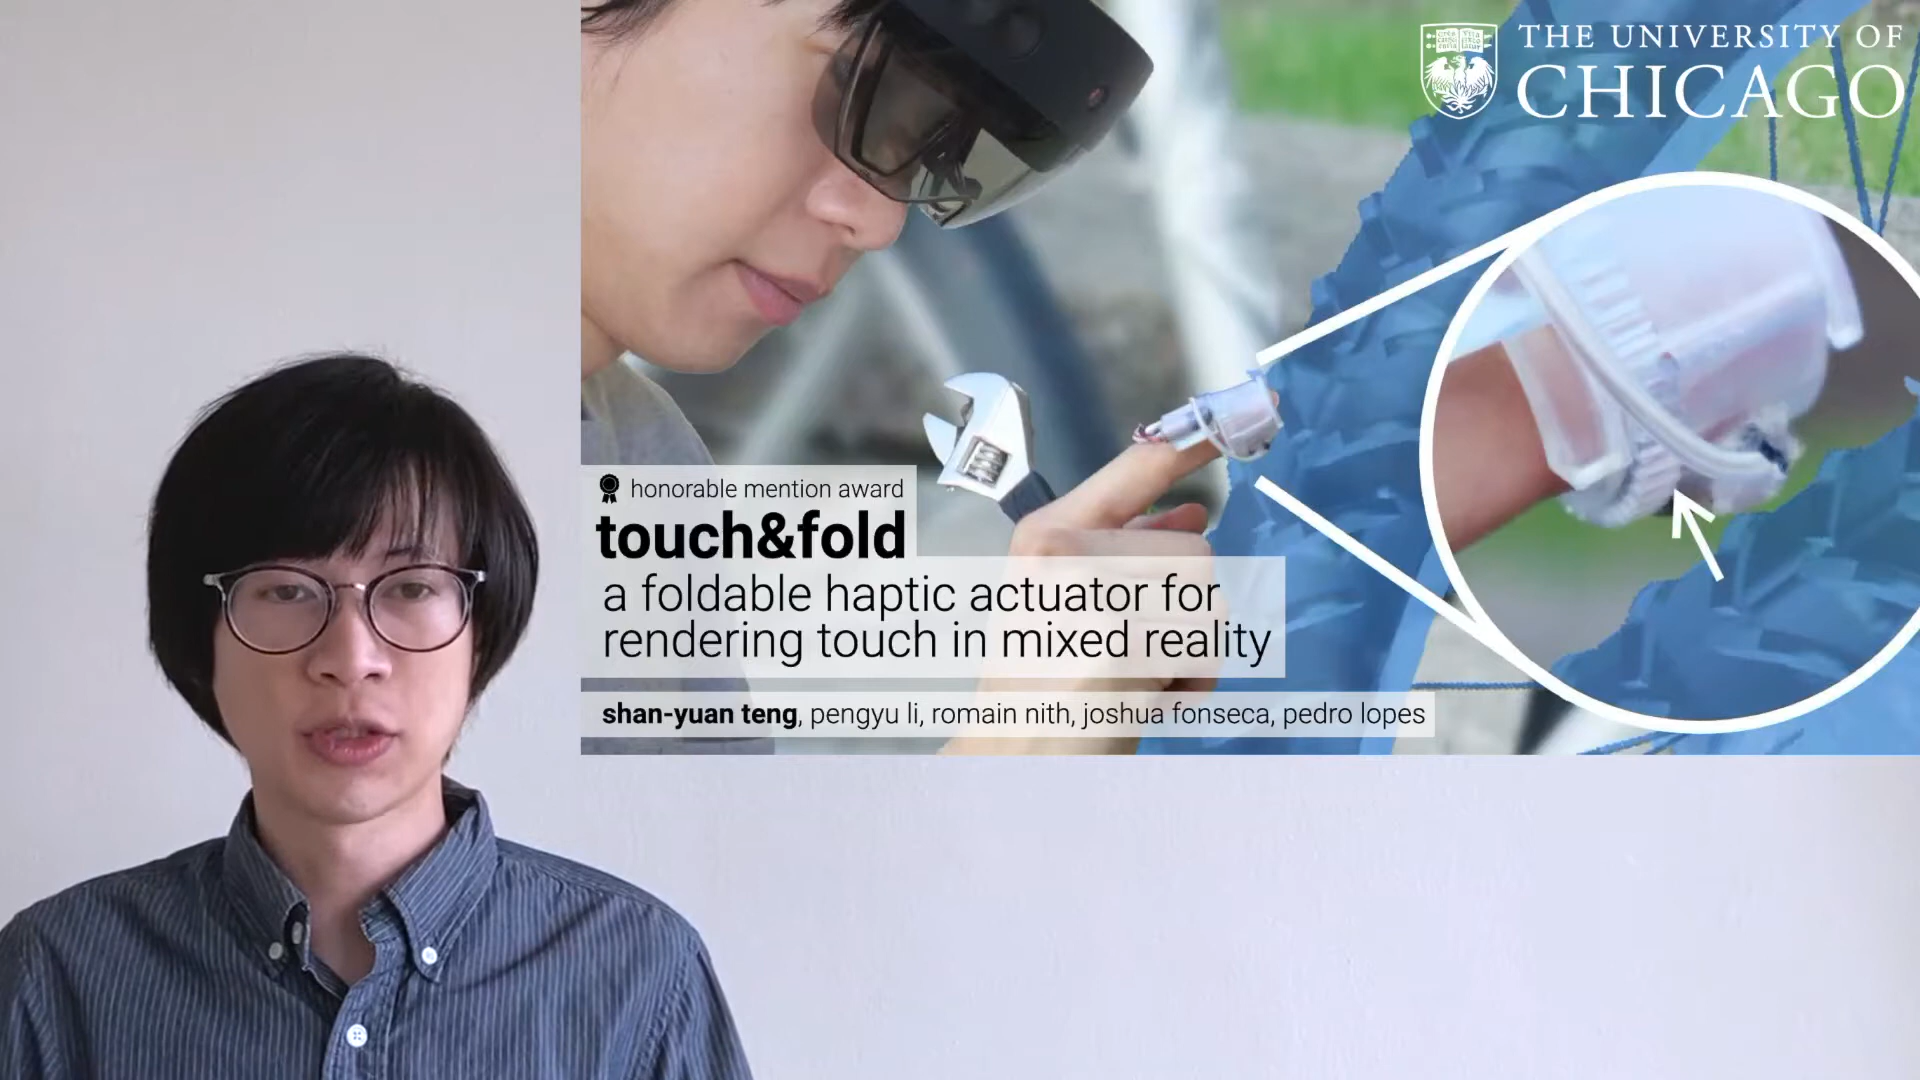 THE UNIVERSITY OF
CHICAGO
honorable mention award
touch&fold
a foldable haptic actuator for
rendering touch in mixed reality
shan-yuan teng, pengyu li, romain nith, joshua fonseca, pedro lopes